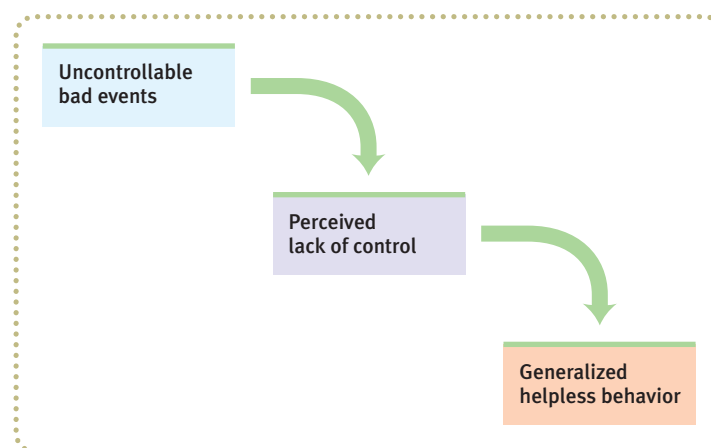 Uncontrollable
bad events
Perceived
lack of control
Generalized
helpless behavior